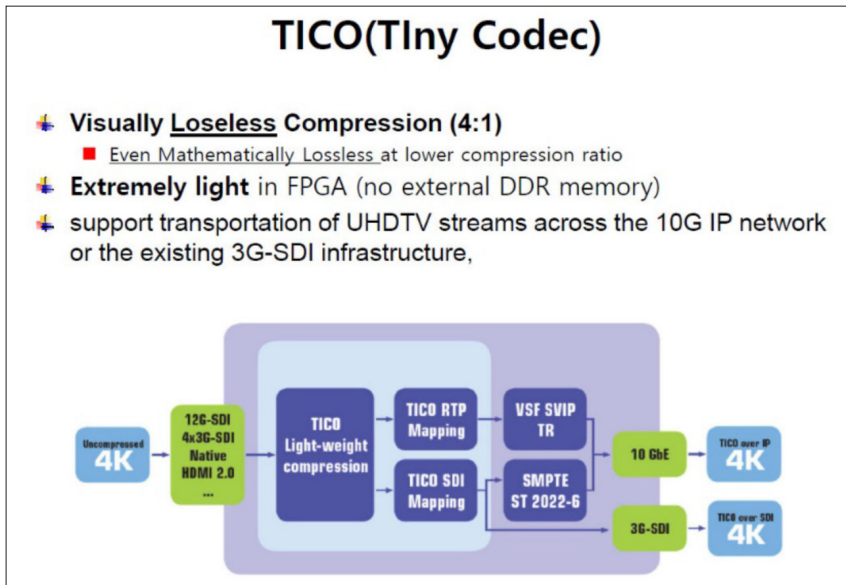 TICO(TIny Codec)
Visually Loseless Compression (4:1)
Even Mathematically Lossless at lower compression ratio
Extremely light in FPGA (no external DDR memory)
support transportation of UHDTV streams across the 10G IP network
or the existing 3G-SDI infrastructure,
Uncompressed
4K
12G-SDI
4x3G-SDI
Native
HDMI 2.0
...
TICO
Light-weight
compression
TICO RTP
Mapping
TICO SDI
Mapping
VSF SVIP
TR
SMPTE
ST 2022-6
10 GbE
3G-SDI
TICO over IP
4K
TICO over SDI
4K